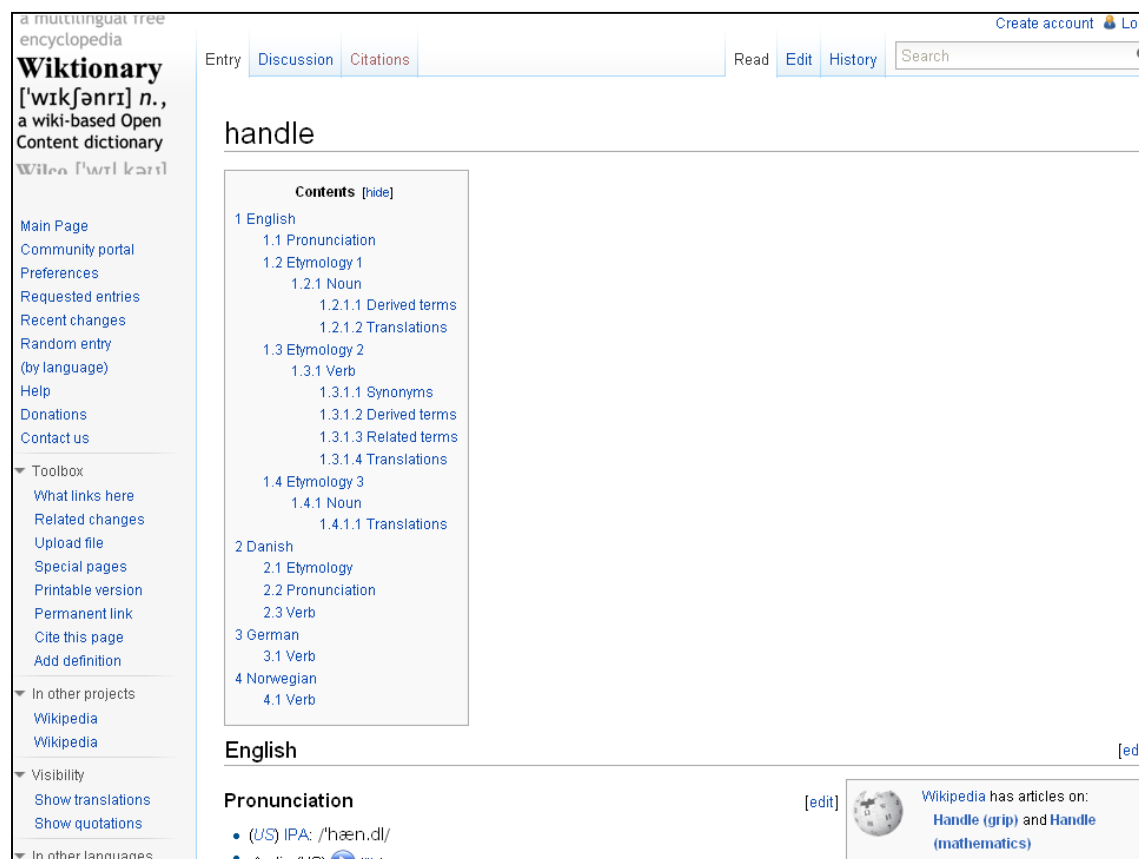 a multilingual free
encyclopedia
Wiktionary
['wɪkʃənrɪ] n.,
a wiki-based Open
Content dictionary
Wilco ['wɪl kəʊ]
Main Page
Community portal
Preferences
Requested entries
Recent changes
Random entry
(by language)
Help
Donations
Contact us
Toolbox
What links here
Related changes
Upload file
Special pages
Printable version
Permanent link
Cite this page
Add definition
In other projects
Wikipedia
Wikipedia
Visibility
Show translations
Show quotations
In other languages
Create account Lo
Entry Discussion Citations Read Edit History Search
handle
Contents [hide]
1 English
1.1 Pronunciation
1.2 Etymology 1
1.2.1 Noun
1.2.1.1 Derived terms
1.2.1.2 Translations
1.3 Etymology 2
1.3.1 Verb
1.3.1.1 Synonyms
1.3.1.2 Derived terms
1.3.1.3 Related terms
1.3.1.4 Translations
1.4 Etymology 3
1.4.1 Noun
1.4.1.1 Translations
2 Danish
2.1 Etymology
2.2 Pronunciation
2.3 Verb
3 German
3.1 Verb
4 Norwegian
4.1 Verb
English [ed
Pronunciation [edit]
(US) IPA: /ˈhæn.dl/
Wikipedia has articles on:
Handle (grip) and Handle
(mathematics)